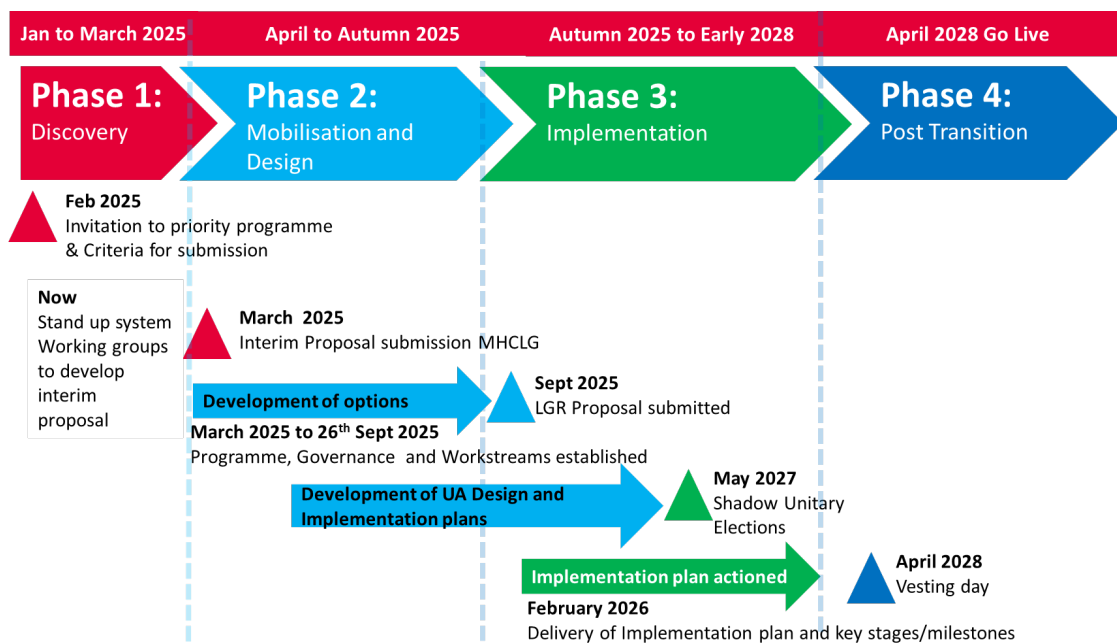 Jan to March 2025
April to Autumn 2025
Autumn 2025 to Early 2028
April 2028 Go Live
Phase 1:
Discovery
Phase 2:
Mobilisation and
Design
Phase 3:
Implementation
Phase 4:
Post Transition
Feb 2025
Invitation to priority programme
& Criteria for submission
Now
Stand up system
Working groups
to develop
interim
proposal
March 2025
Interim Proposal submission MHCLG
Development of options
Sept 2025
LGR Proposal submitted
March 2025 to 26th Sept 2025
Programme, Governance and Workstreams established
Development of UA Design and
Implementation plans
May 2027
Shadow Unitary
Elections
Implementation plan actioned
April 2028
Vesting day
February 2026
Delivery of Implementation plan and key stages/milestones